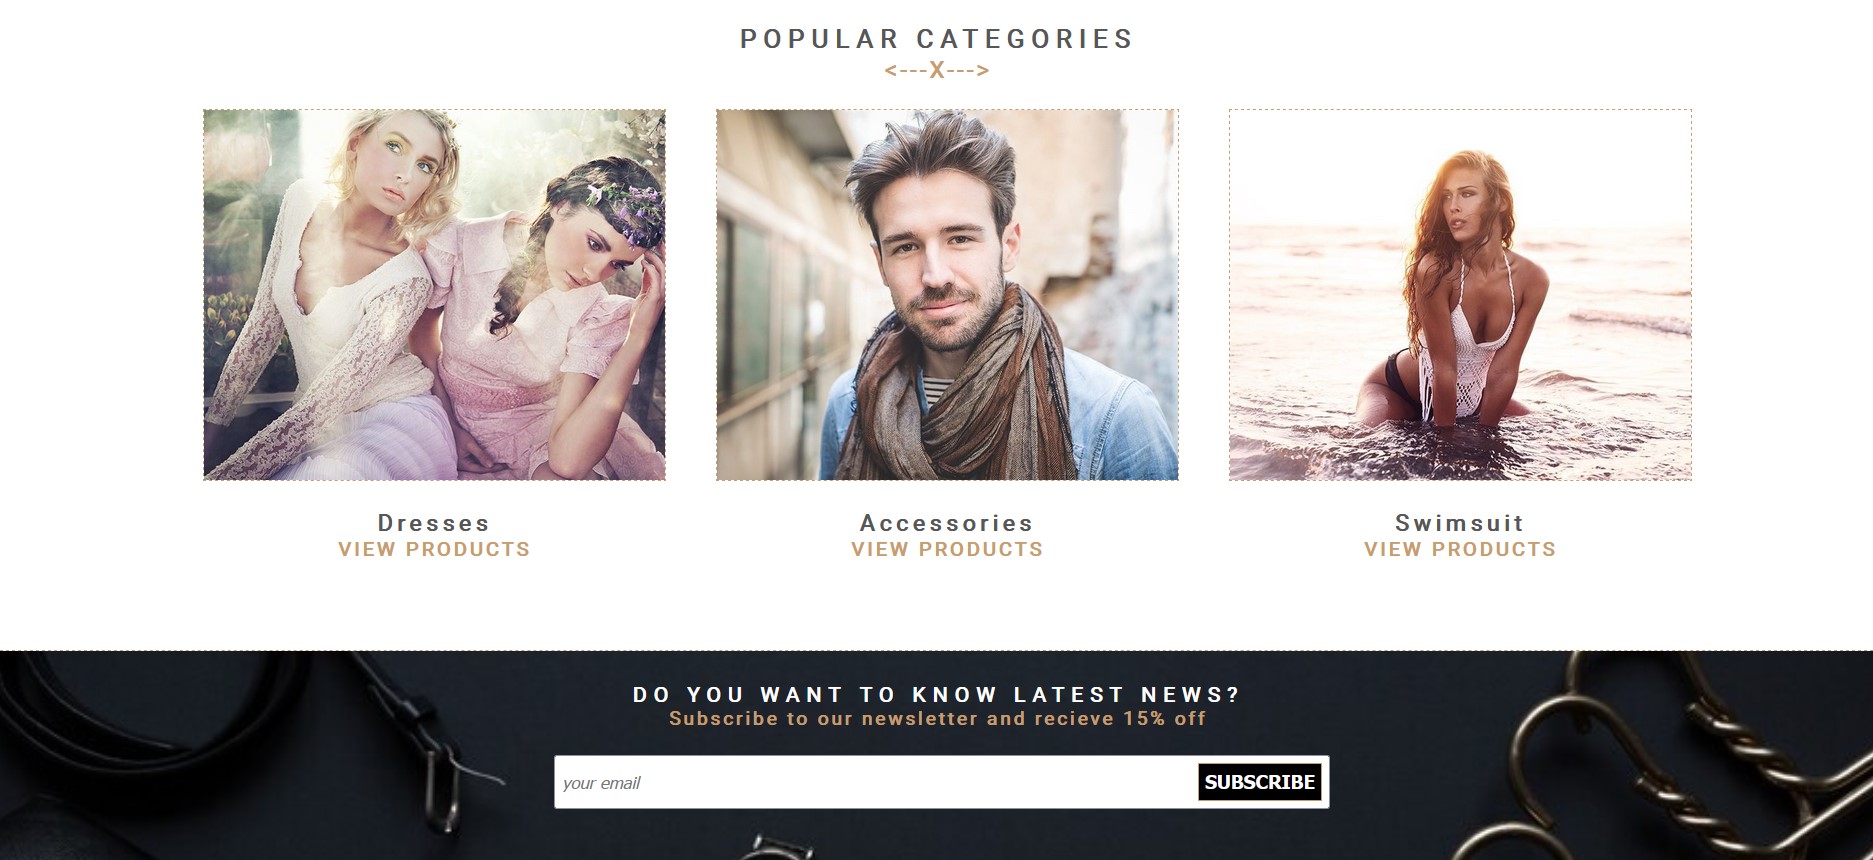 POPULAR CATEGORIES
<---X--->
Dresses
VIEW PRODUCTS
Accessories
VIEW PRODUCTS
Swimsuit
VIEW PRODUCTS
DO YOU WANT TO KNOW LATEST NEWS?
Subscribe to our newsletter and recieve 15% off
your email
SUBSCRIBE